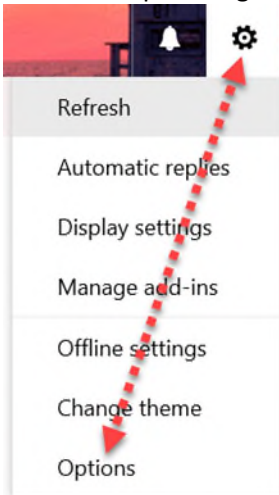 Refresh
Automatic replies
Display settings
Manage add-ins
Offline settings
Change theme
Options